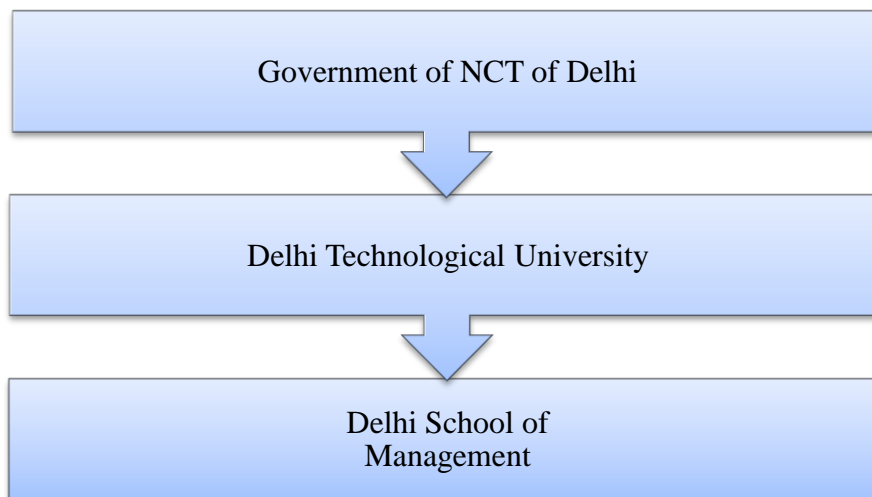 Government of NCT of Delhi
Delhi Technological University
Delhi School of
Management